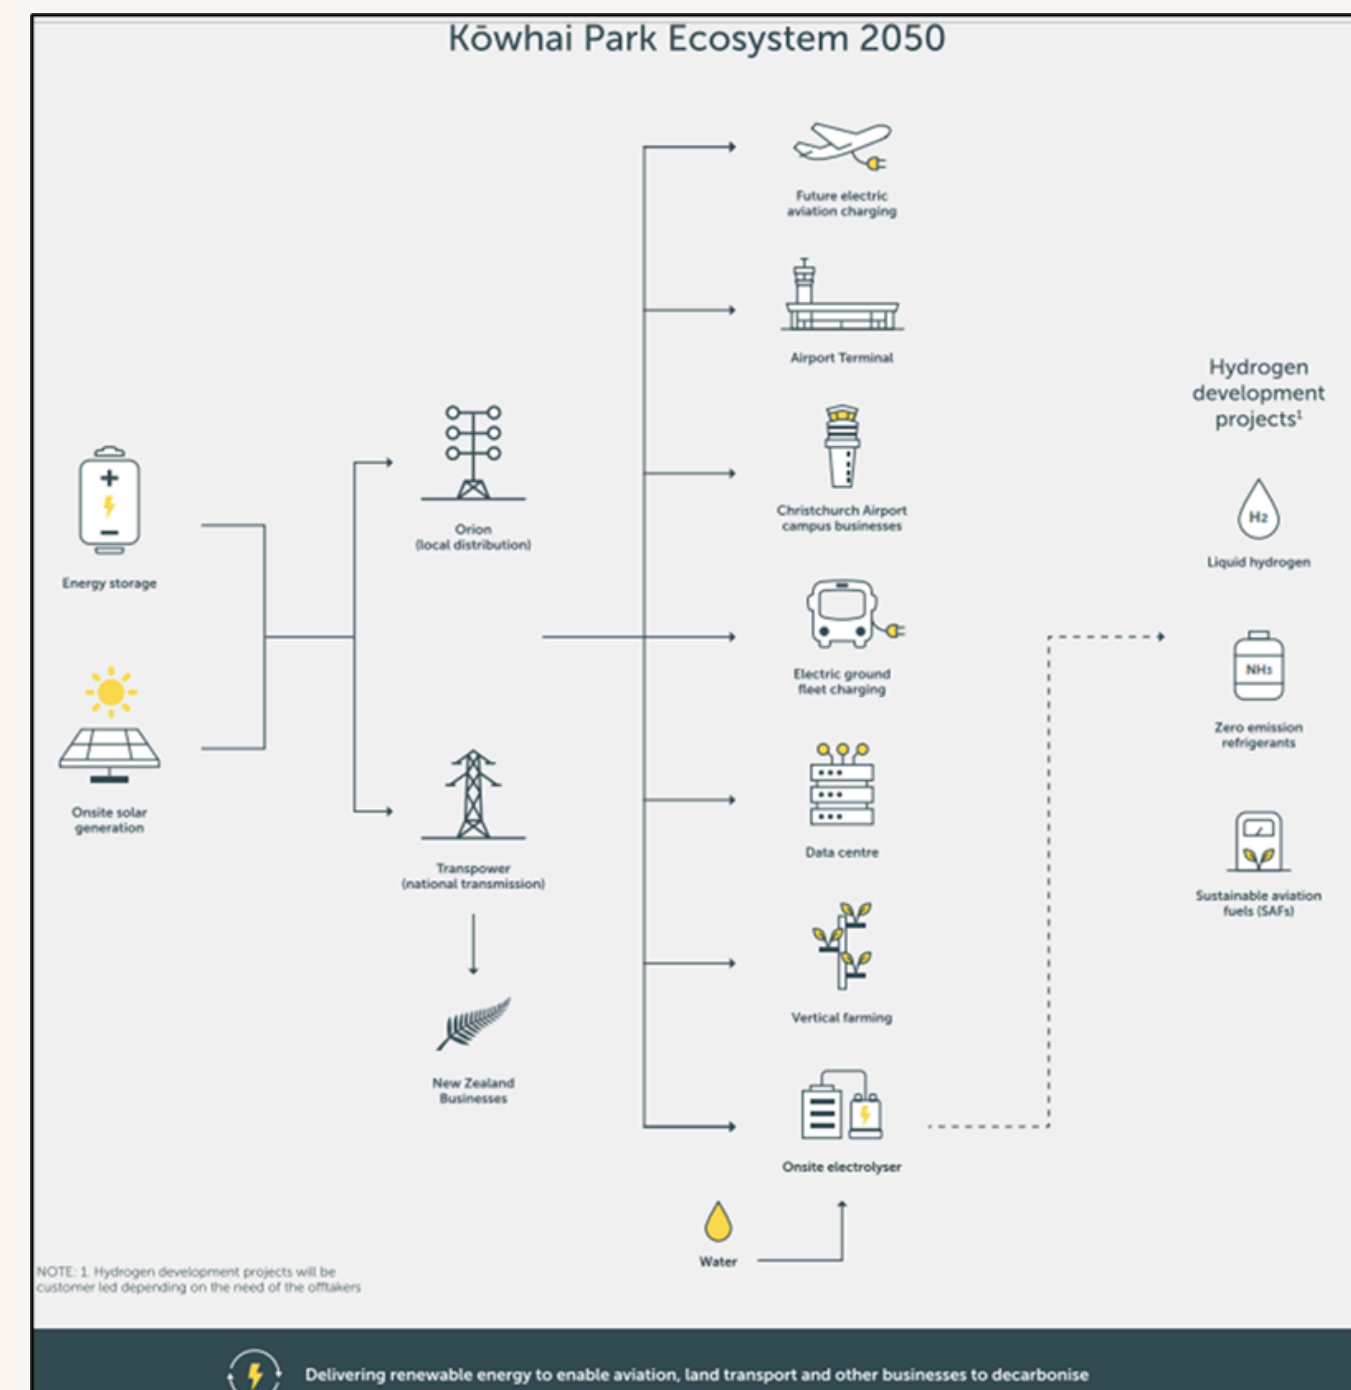 Kōwhai Park Ecosystem 2050
Future electric
aviation charging
Airport Terminal
Christchurch Airport
campus businesses
Electric ground
fleet charging
Data centre
Vertical farming
Onsite electrolyser
Water
Energy storage
Onsite solar
generation
Orion
(local distribution)
Transpower
(national transmission)
New Zealand
Businesses
Hydrogen
development
projects¹
H₂
Liquid hydrogen
NH₃
Zero emission
refrigerants
Sustainable aviation
fuels (SAFs)
NOTE: 1. Hydrogen development projects will be
customer led depending on the need of the offtakers
Delivering renewable energy to enable aviation, land transport and other businesses to decarbonise